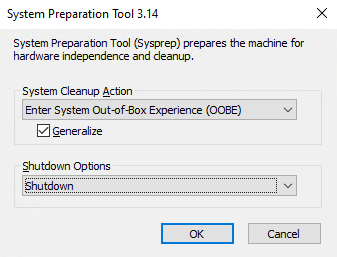 System Preparation Tool 3.14
System Preparation Tool (Sysprep) prepares the machine for
hardware independence and cleanup.
System Cleanup Action
Enter System Out-of-Box Experience (OOBE)
Generalize
Shutdown Options
Shutdown
OK
Cancel